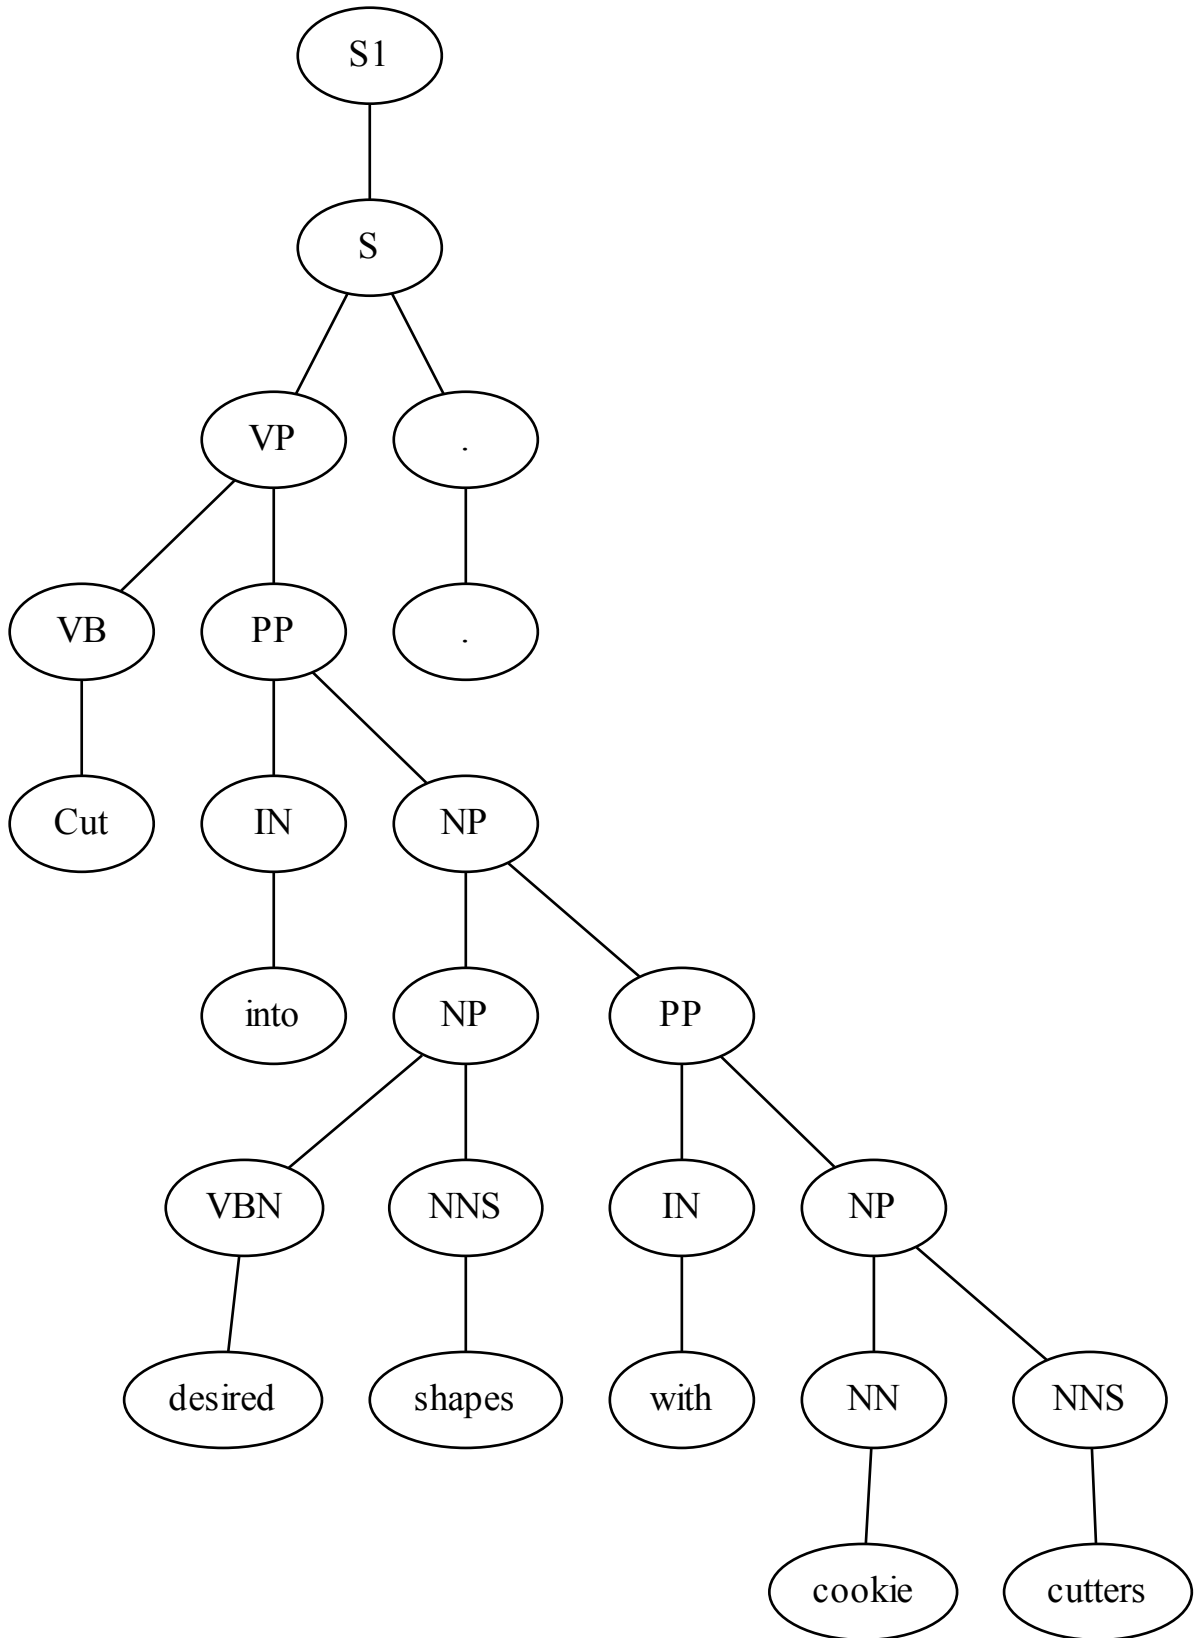 S1
S
VP .
VB PP .
Cut IN NP
into NP PP
VBN NNS IN NP
desired shapes with NN NNS
cookie cutters